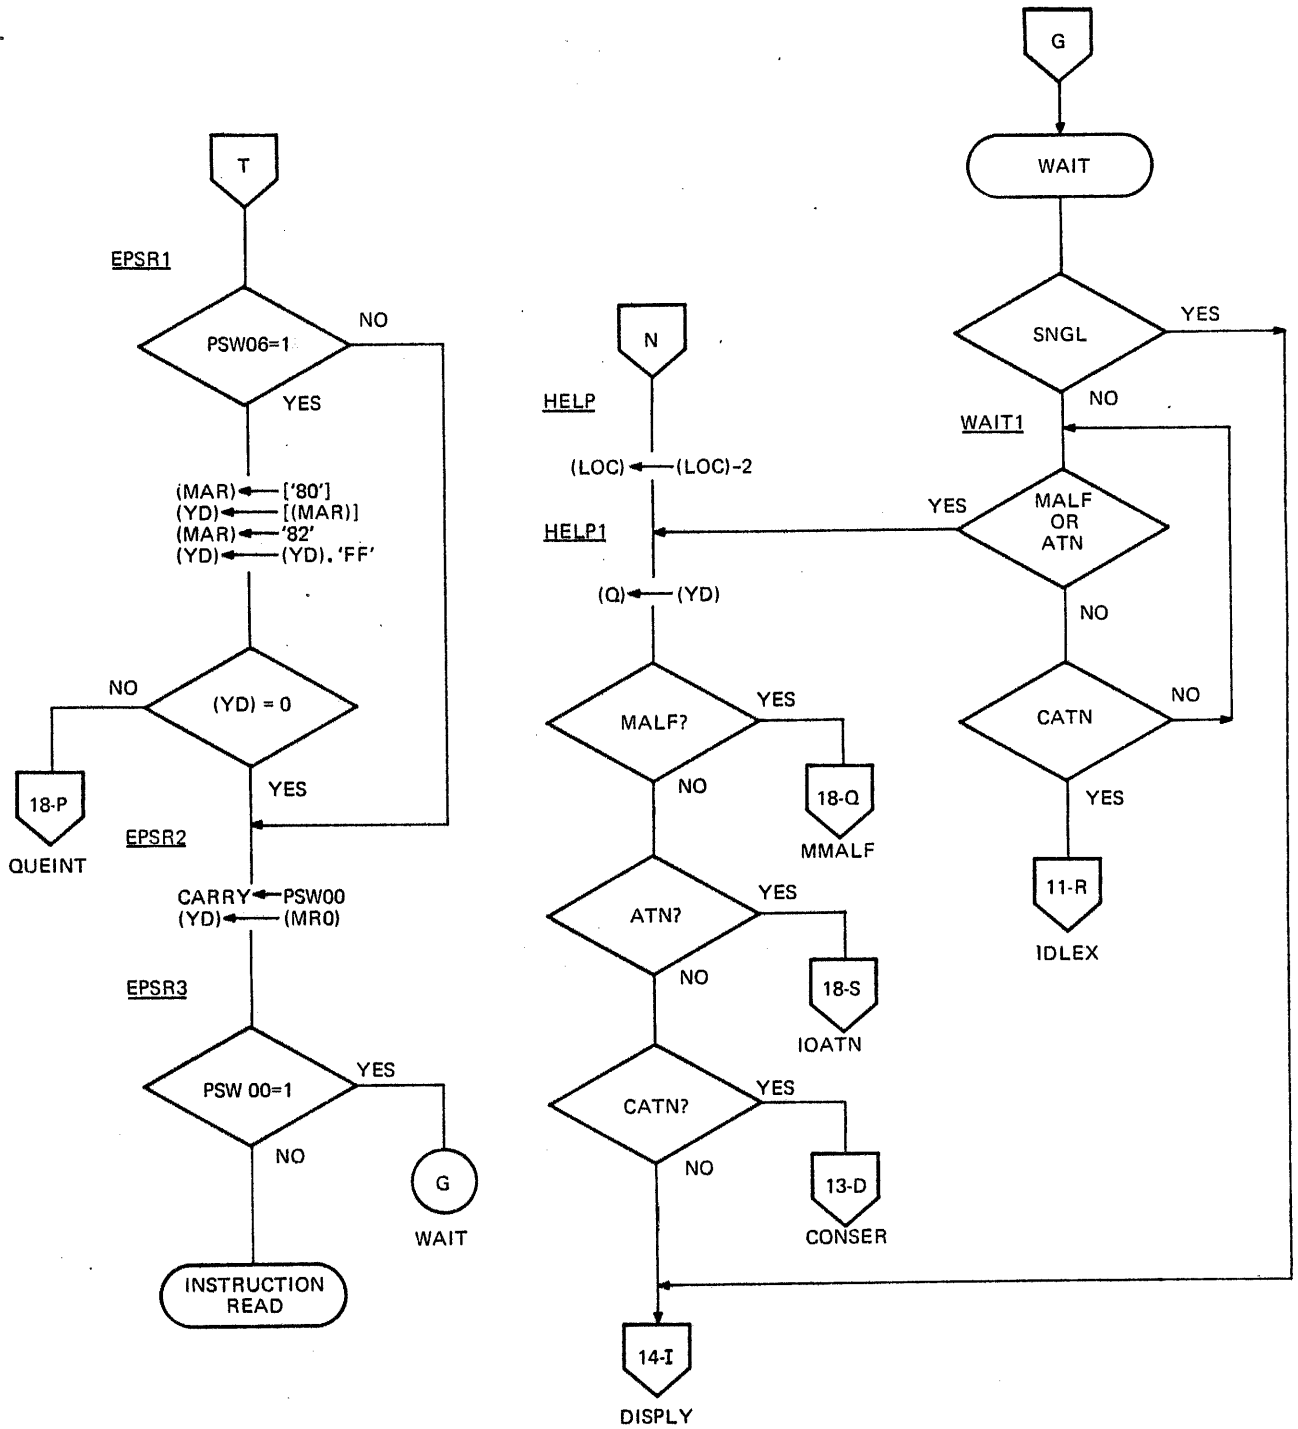 T
EPSR1
PSW06=1
NO
YES
(MAR) ['80']
(YD) [(MAR)]
(MAR) '82'
(YD) (YD).'FF'
(YD) = 0
NO
18-P
QUEINT
YES
EPSR2
CARRY PSW00
(YD) (MR0)
EPSR3
PSW 00=1
YES
G
WAIT
NO
INSTRUCTION
READ
N
HELP
(LOC) (LOC)-2
HELP1
(Q) (YD)
MALF?
YES
18-Q
MMALF
NO
ATN?
YES
18-S
IOATN
NO
CATN?
YES
13-D
CONSER
NO
14-I
DISPLY
G
WAIT
SNGL
YES
NO
WAIT1
MALF
OR
ATN
YES
NO
CATN
NO
YES
11-R
IDLEX